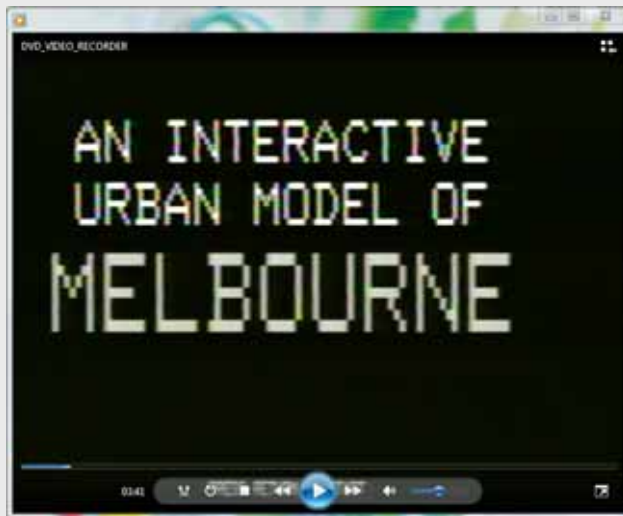 DVD_VIDEO_RECORDER
AN INTERACTIVE
URBAN MODEL OF
MELBOURNE
03:41